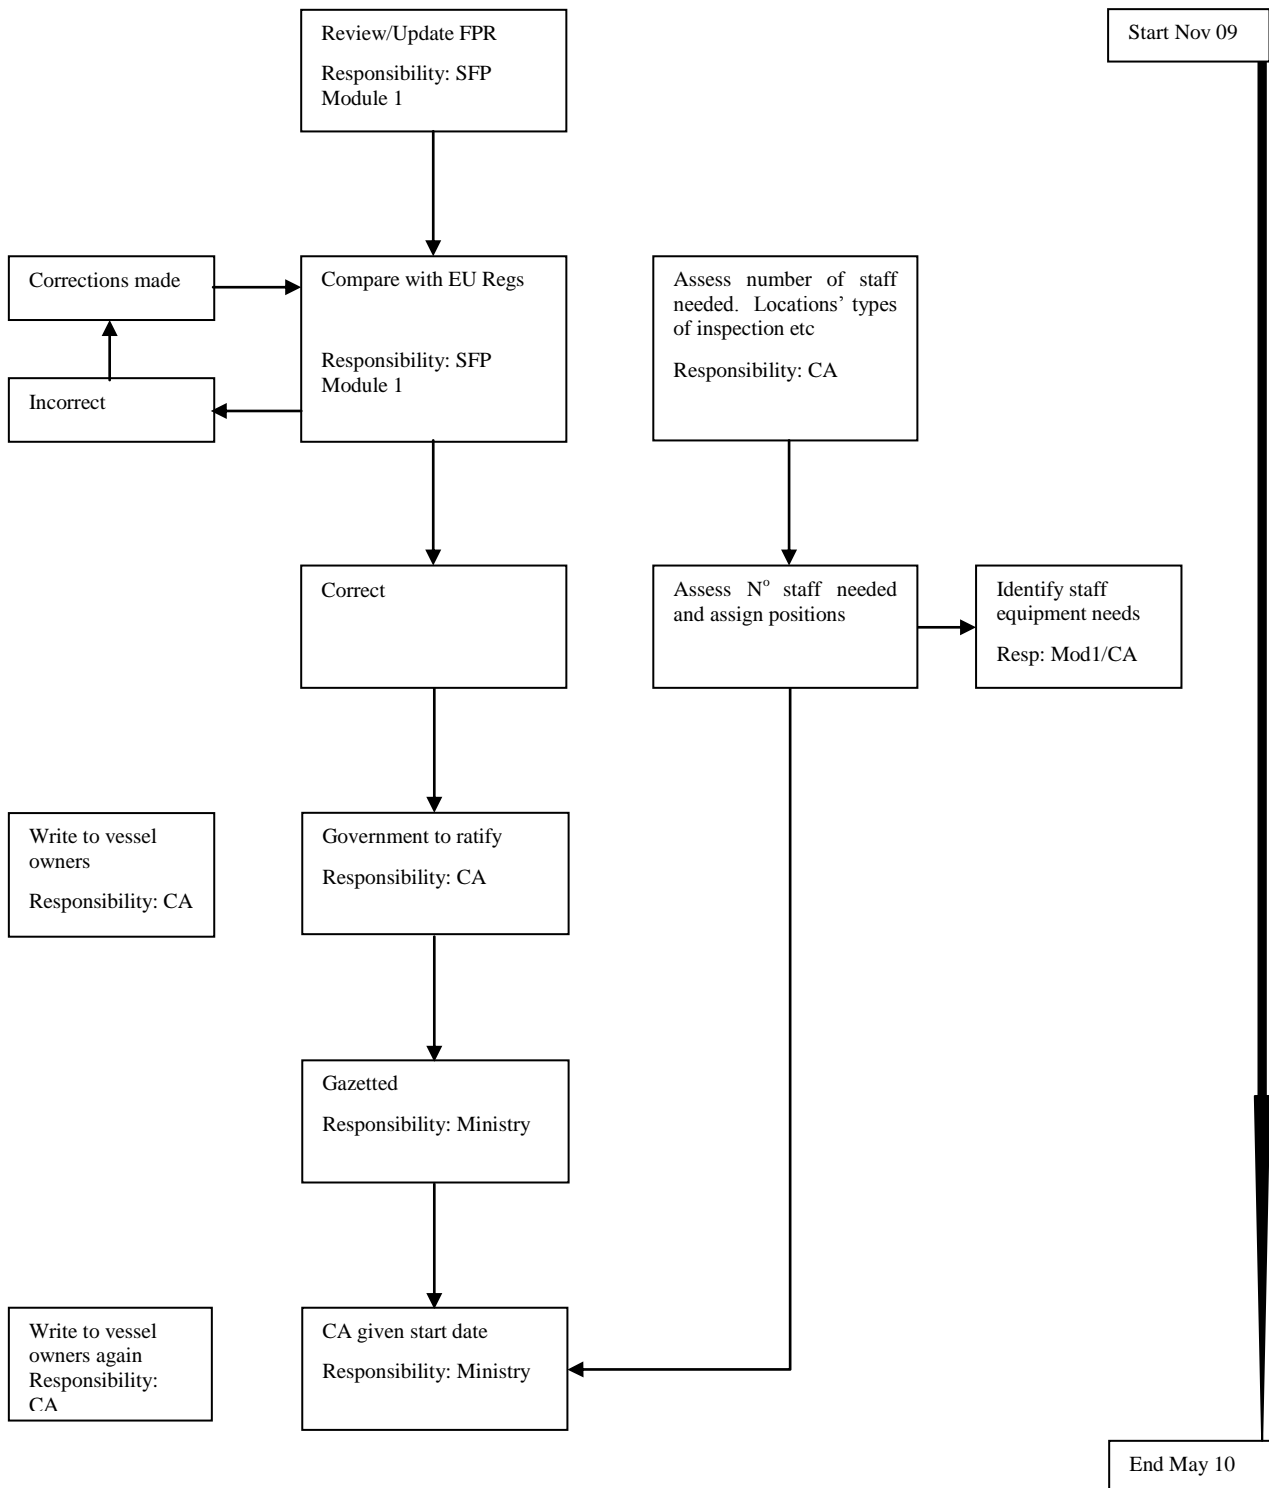 Review/Update FPR
Responsibility: SFP
Module 1
Start Nov 09
Corrections made
Incorrect
Compare with EU Regs
Responsibility: SFP
Module 1
Assess number of staff
needed. Locations’ types
of inspection etc
Responsibility: CA
Correct
Assess Nº staff needed
and assign positions
Identify staff
equipment needs
Resp: Mod1/CA
Write to vessel
owners
Responsibility: CA
Government to ratify
Responsibility: CA
Gazetted
Responsibility: Ministry
Write to vessel
owners again
Responsibility:
CA
CA given start date
Responsibility: Ministry
End May 10